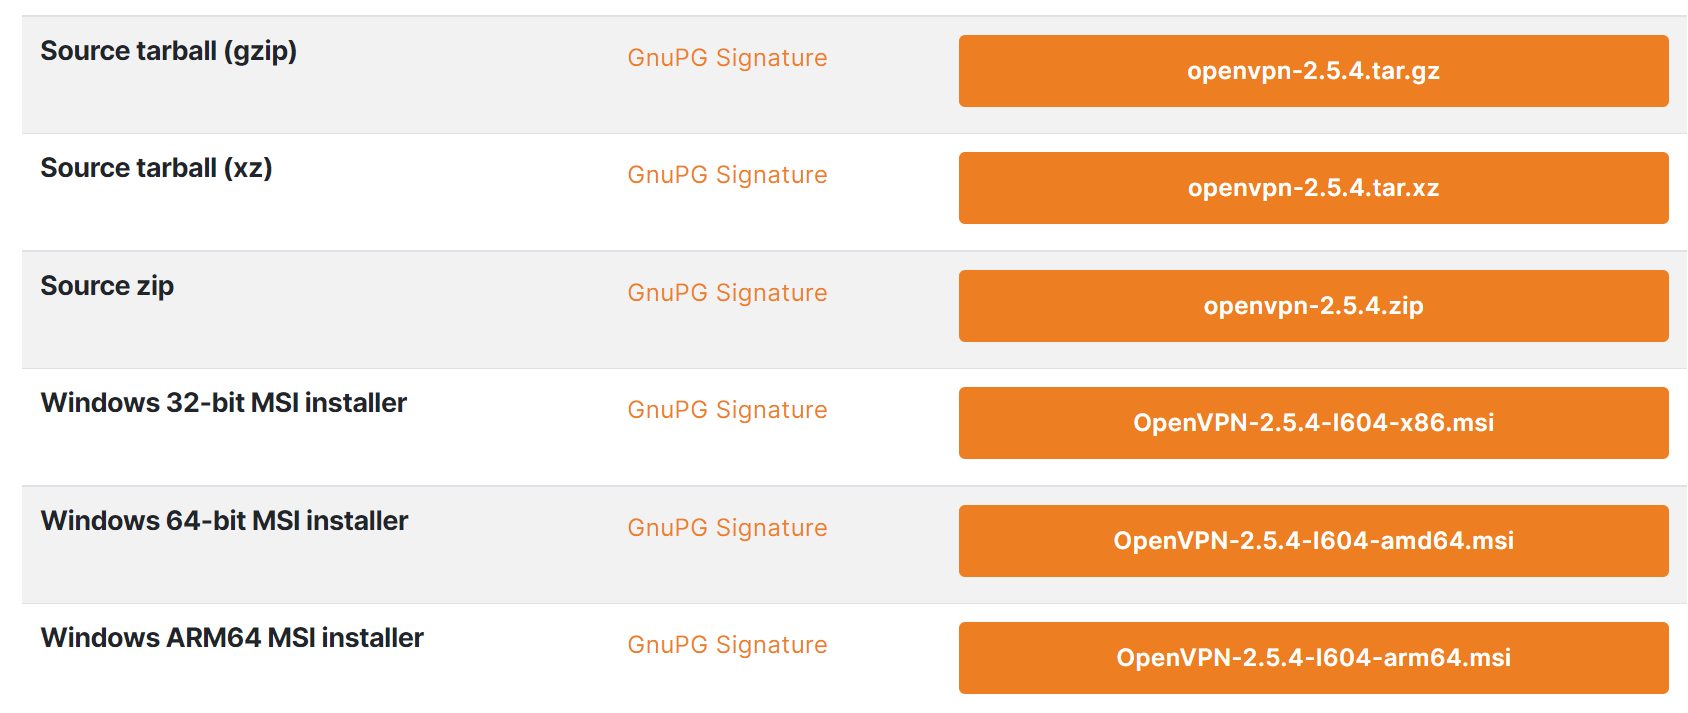 Source tarball (gzip) GnuPG Signature openvpn-2.5.4.tar.gz
Source tarball (xz) GnuPG Signature openvpn-2.5.4.tar.xz
Source zip GnuPG Signature openvpn-2.5.4.zip
Windows 32-bit MSI installer GnuPG Signature OpenVPN-2.5.4-I604-x86.msi
Windows 64-bit MSI installer GnuPG Signature OpenVPN-2.5.4-I604-amd64.msi
Windows ARM64 MSI installer GnuPG Signature OpenVPN-2.5.4-I604-arm64.msi